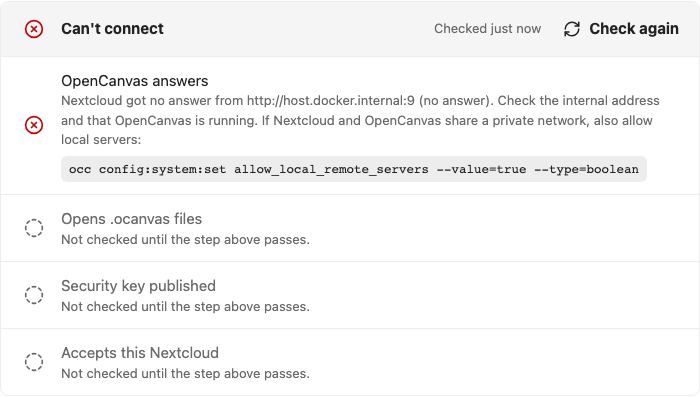 Can't connect
Checked just now
Check again
OpenCanvas answers
Nextcloud got no answer from http://host.docker.internal:9 (no answer). Check the internal address
and that OpenCanvas is running. If Nextcloud and OpenCanvas share a private network, also allow
local servers:
occ config:system:set allow_local_remote_servers --value=true --type=boolean
Opens .ocanvas files
Not checked until the step above passes.
Security key published
Not checked until the step above passes.
Accepts this Nextcloud
Not checked until the step above passes.